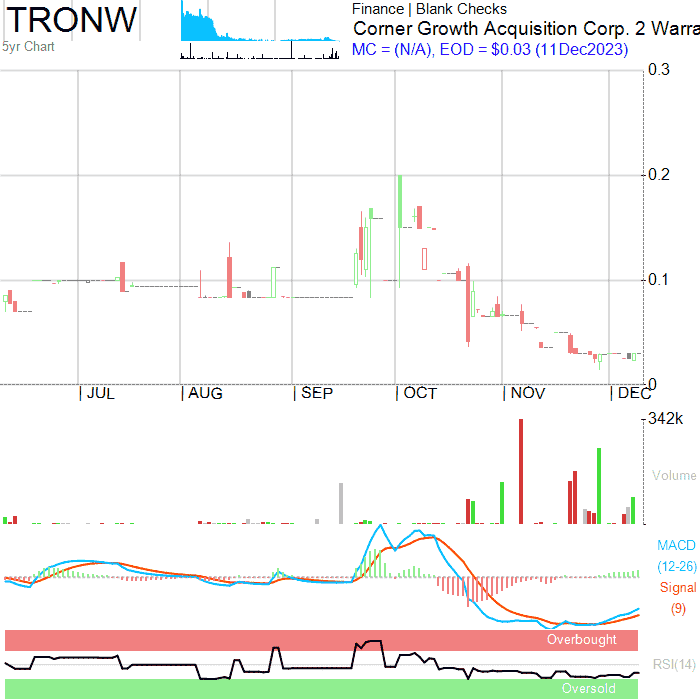 TRONW
5yr Chart
Finance | Blank Checks
Corner Growth Acquisition Corp. 2 Warra
MC = (N/A), EOD = $0.03 (11Dec2023)
0.3
0.2
0.1
0
JUL
AUG
SEP
OCT
NOV
DEC
342k
Volume
MACD
(12-26)
Signal
(9)
Overbought
RSI(14)
Oversold